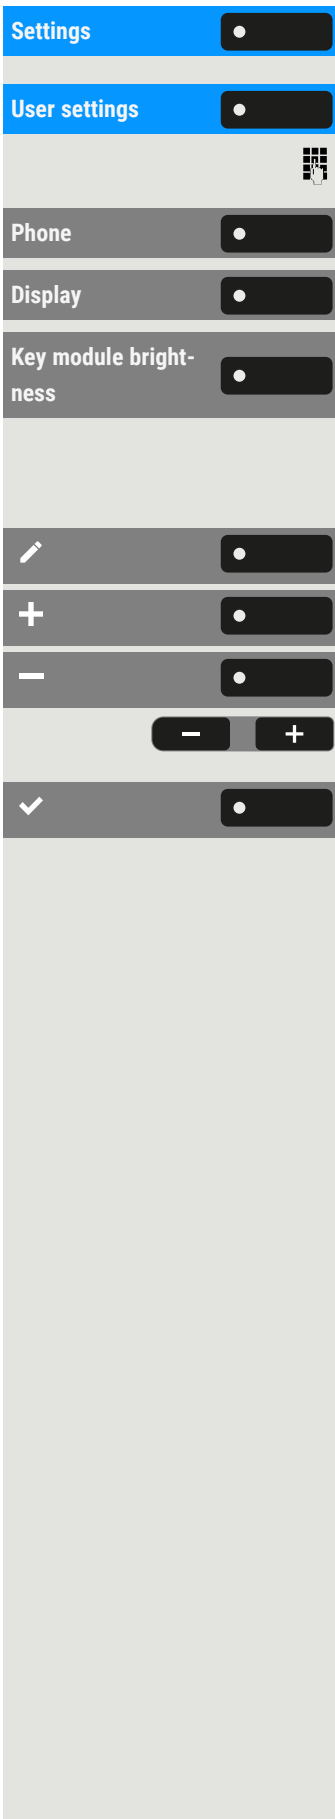 Settings
User settings
Phone
Display
Key module bright-
ness